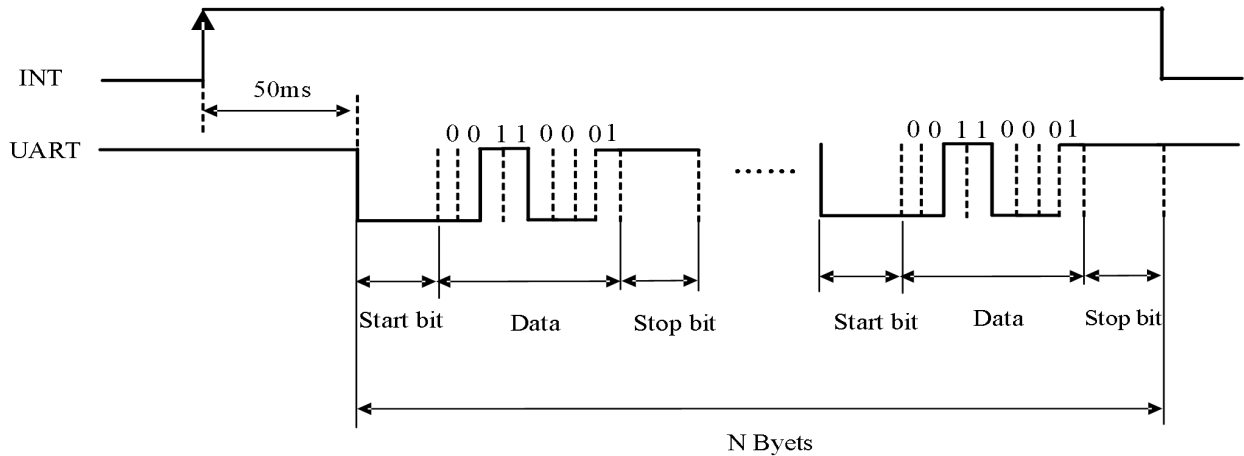 INT
50ms
UART
0 0 1 1 0 0 0 1
0 0 1 1 0 0 0 1
......
Start bit
Data
Stop bit
Start bit
Data
Stop bit
N Byets